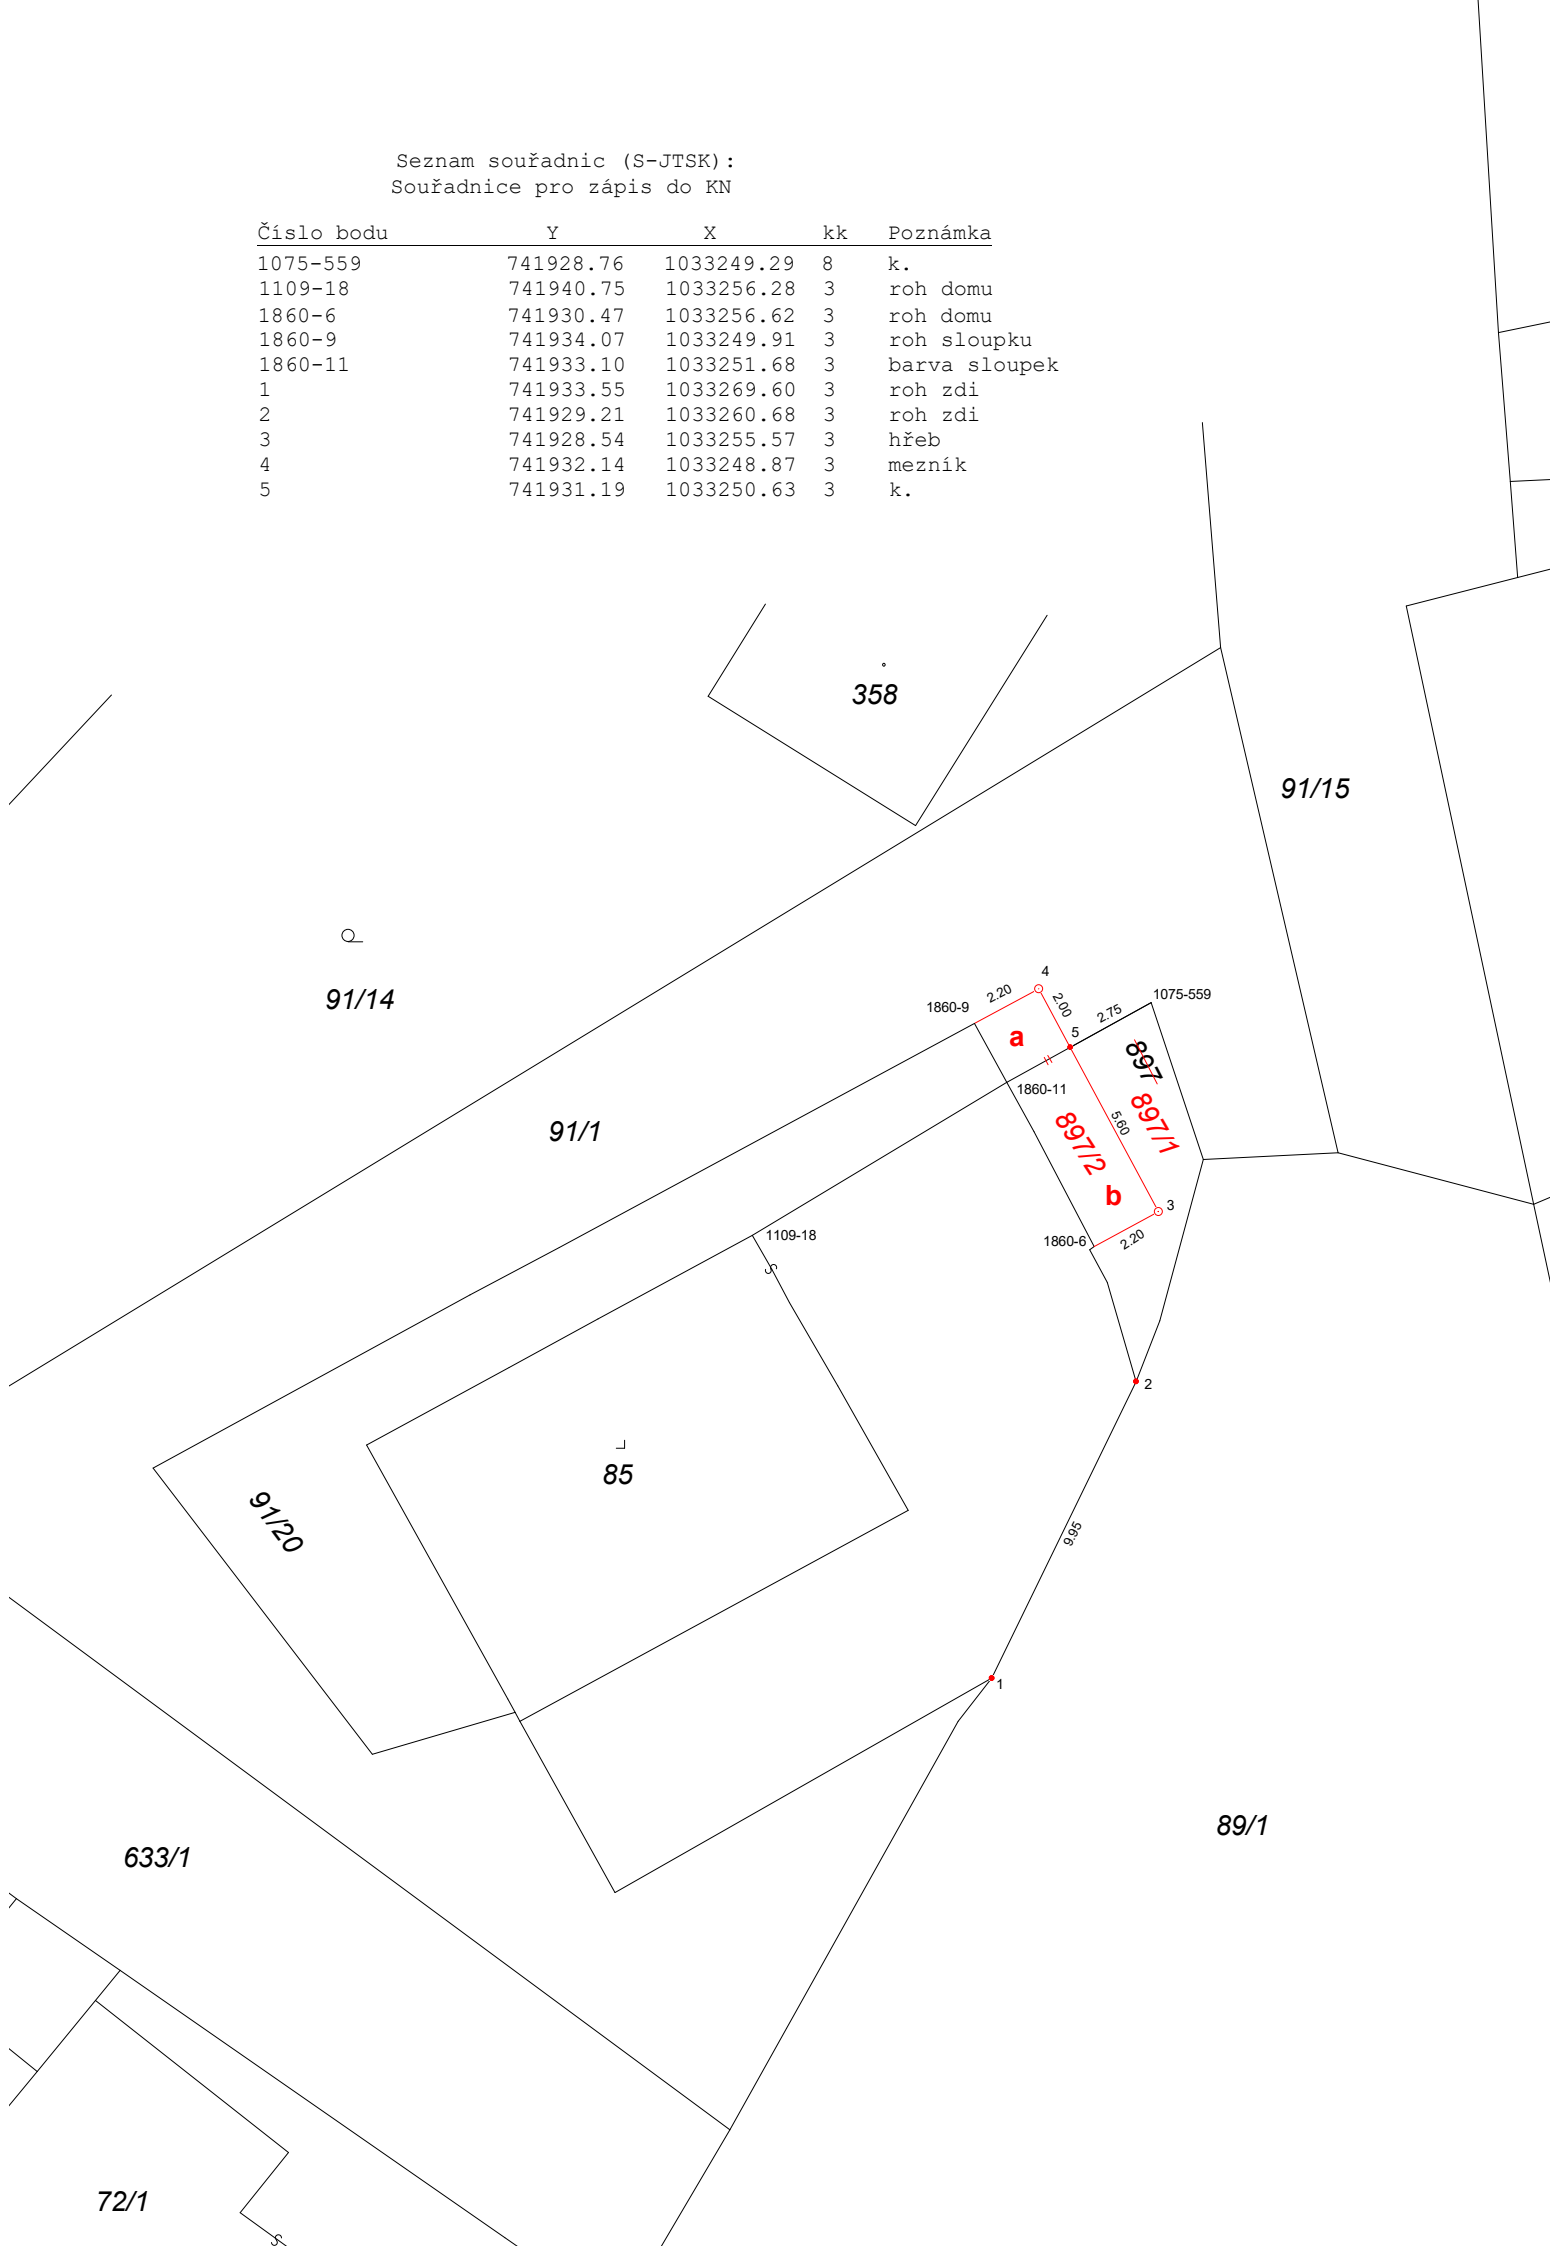 Seznam souřadnic (S-JTSK):
Souřadnice pro zápis do KN
Číslo bodu Y X kk Poznámka
1075-559 741928.76 1033249.29 8 k.
1109-18 741940.75 1033256.28 3 roh domu
1860-6 741930.47 1033256.62 3 roh domu
1860-9 741934.07 1033249.91 3 roh sloupku
1860-11 741933.10 1033251.68 3 barva sloupek
1 741933.55 1033269.60 3 roh zdi
2 741929.21 1033260.68 3 roh zdi
3 741928.54 1033255.57 3 hřeb
4 741932.14 1033248.87 3 mezník
5 741931.19 1033250.63 3 k.
358
91/15
91/14
4
2.20
2.00
1075-559
1860-9
2.75
5
a
897
1860-11
897/1
5.60
897/2
91/1
b
3
1109-18
1860-6
2.20
2
85
91/20
9.95
1
89/1
633/1
72/1